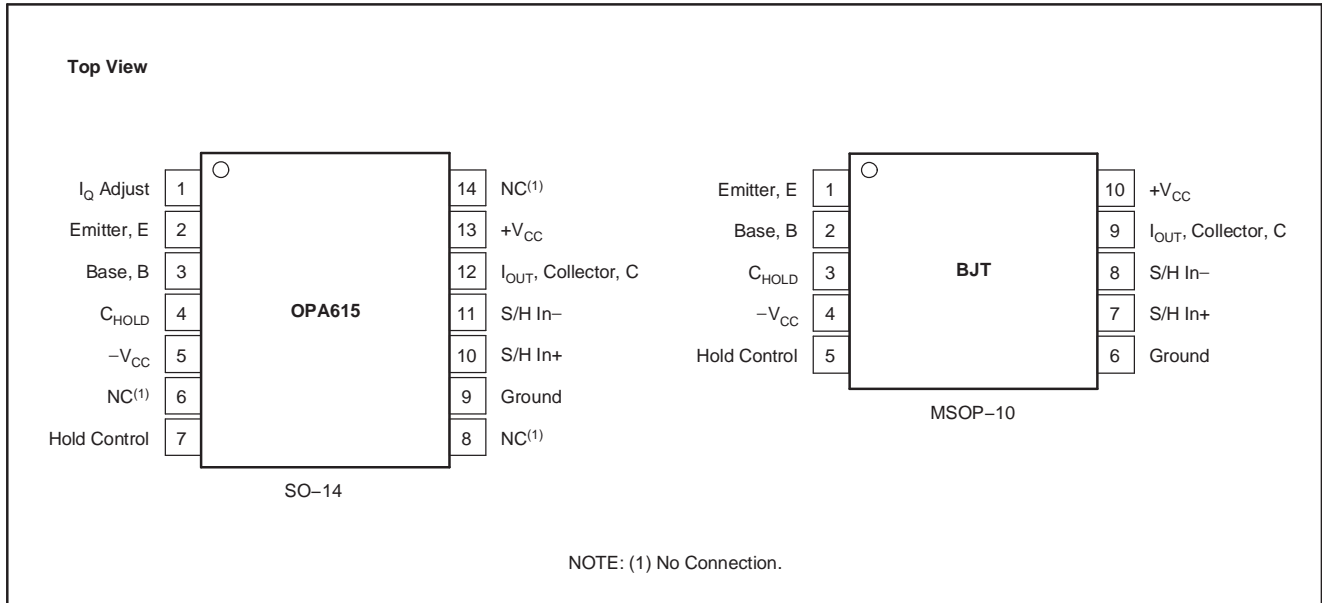 Top View
I_Q Adjust 1
Emitter, E 2
Base, B 3
C_HOLD 4
−V_CC 5
NC(1) 6
Hold Control 7
OPA615
14 NC(1)
13 +V_CC
12 I_OUT, Collector, C
11 S/H In−
10 S/H In+
9 Ground
8 NC(1)
SO−14
Emitter, E 1
Base, B 2
C_HOLD 3
−V_CC 4
Hold Control 5
BJT
10 +V_CC
9 I_OUT, Collector, C
8 S/H In−
7 S/H In+
6 Ground
MSOP−10
NOTE: (1) No Connection.